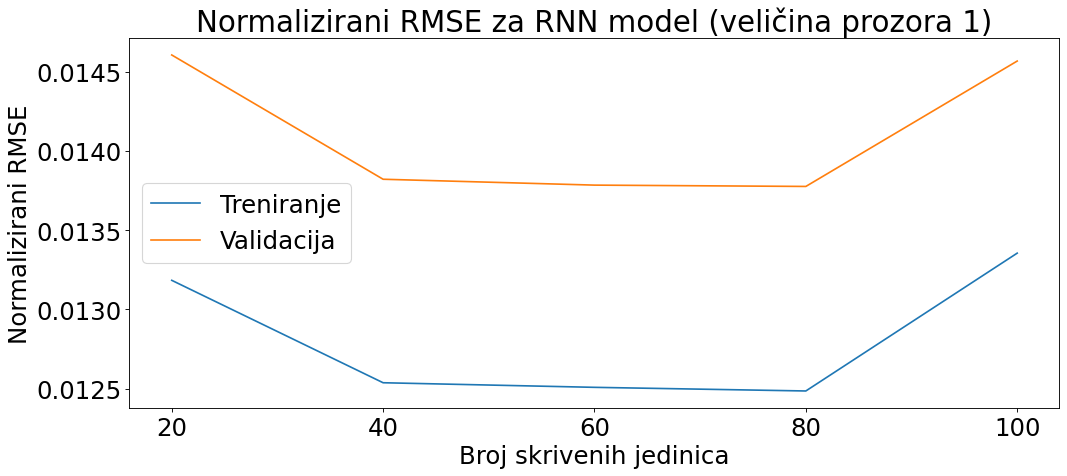 Normalizirani RMSE za RNN model (veličina prozora 1)
Normalizirani RMSE
0.0145
0.0140
0.0135
0.0130
0.0125
Treniranje
Validacija
20 40 60 80 100
Broj skrivenih jedinica